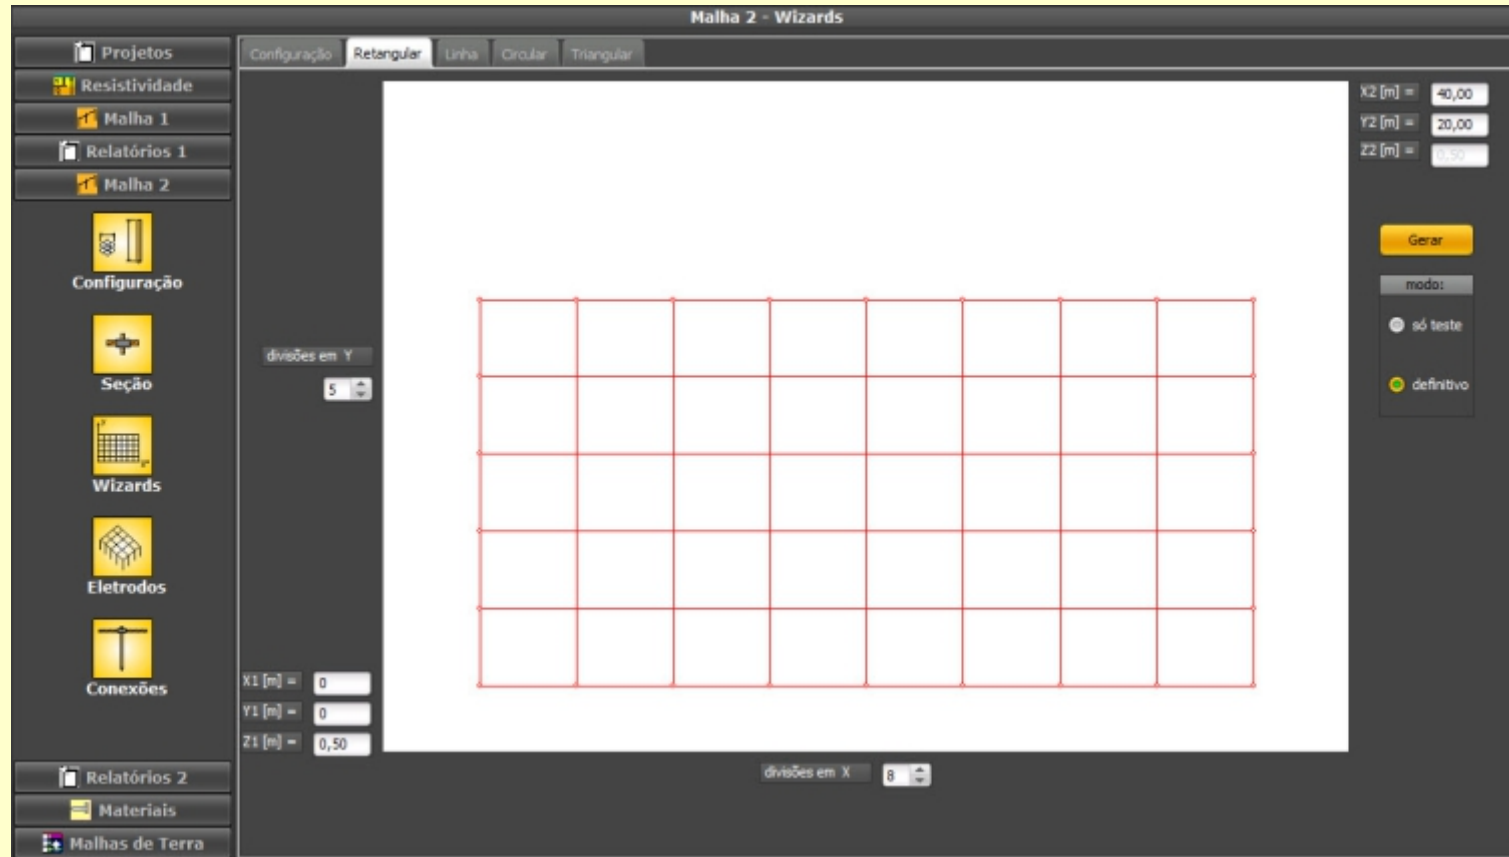 Malha 2 - Wizards
Projetos
Resistividade
Malha 1
Relatórios 1
Malha 2
Configuração
Seção
Wizards
Eletrodos
Conexões
Relatórios 2
Materiais
Malhas de Terra
Configuração Retangular Linha Circular Triangular
divisões em Y
5
X1 [m] = 0
Y1 [m] = 0
Z1 [m] = 0,50
divisões em X 8
X2 [m] = 40,00
Y2 [m] = 20,00
Z2 [m] = 0,50
Gerar
modo:
só teste
definitivo